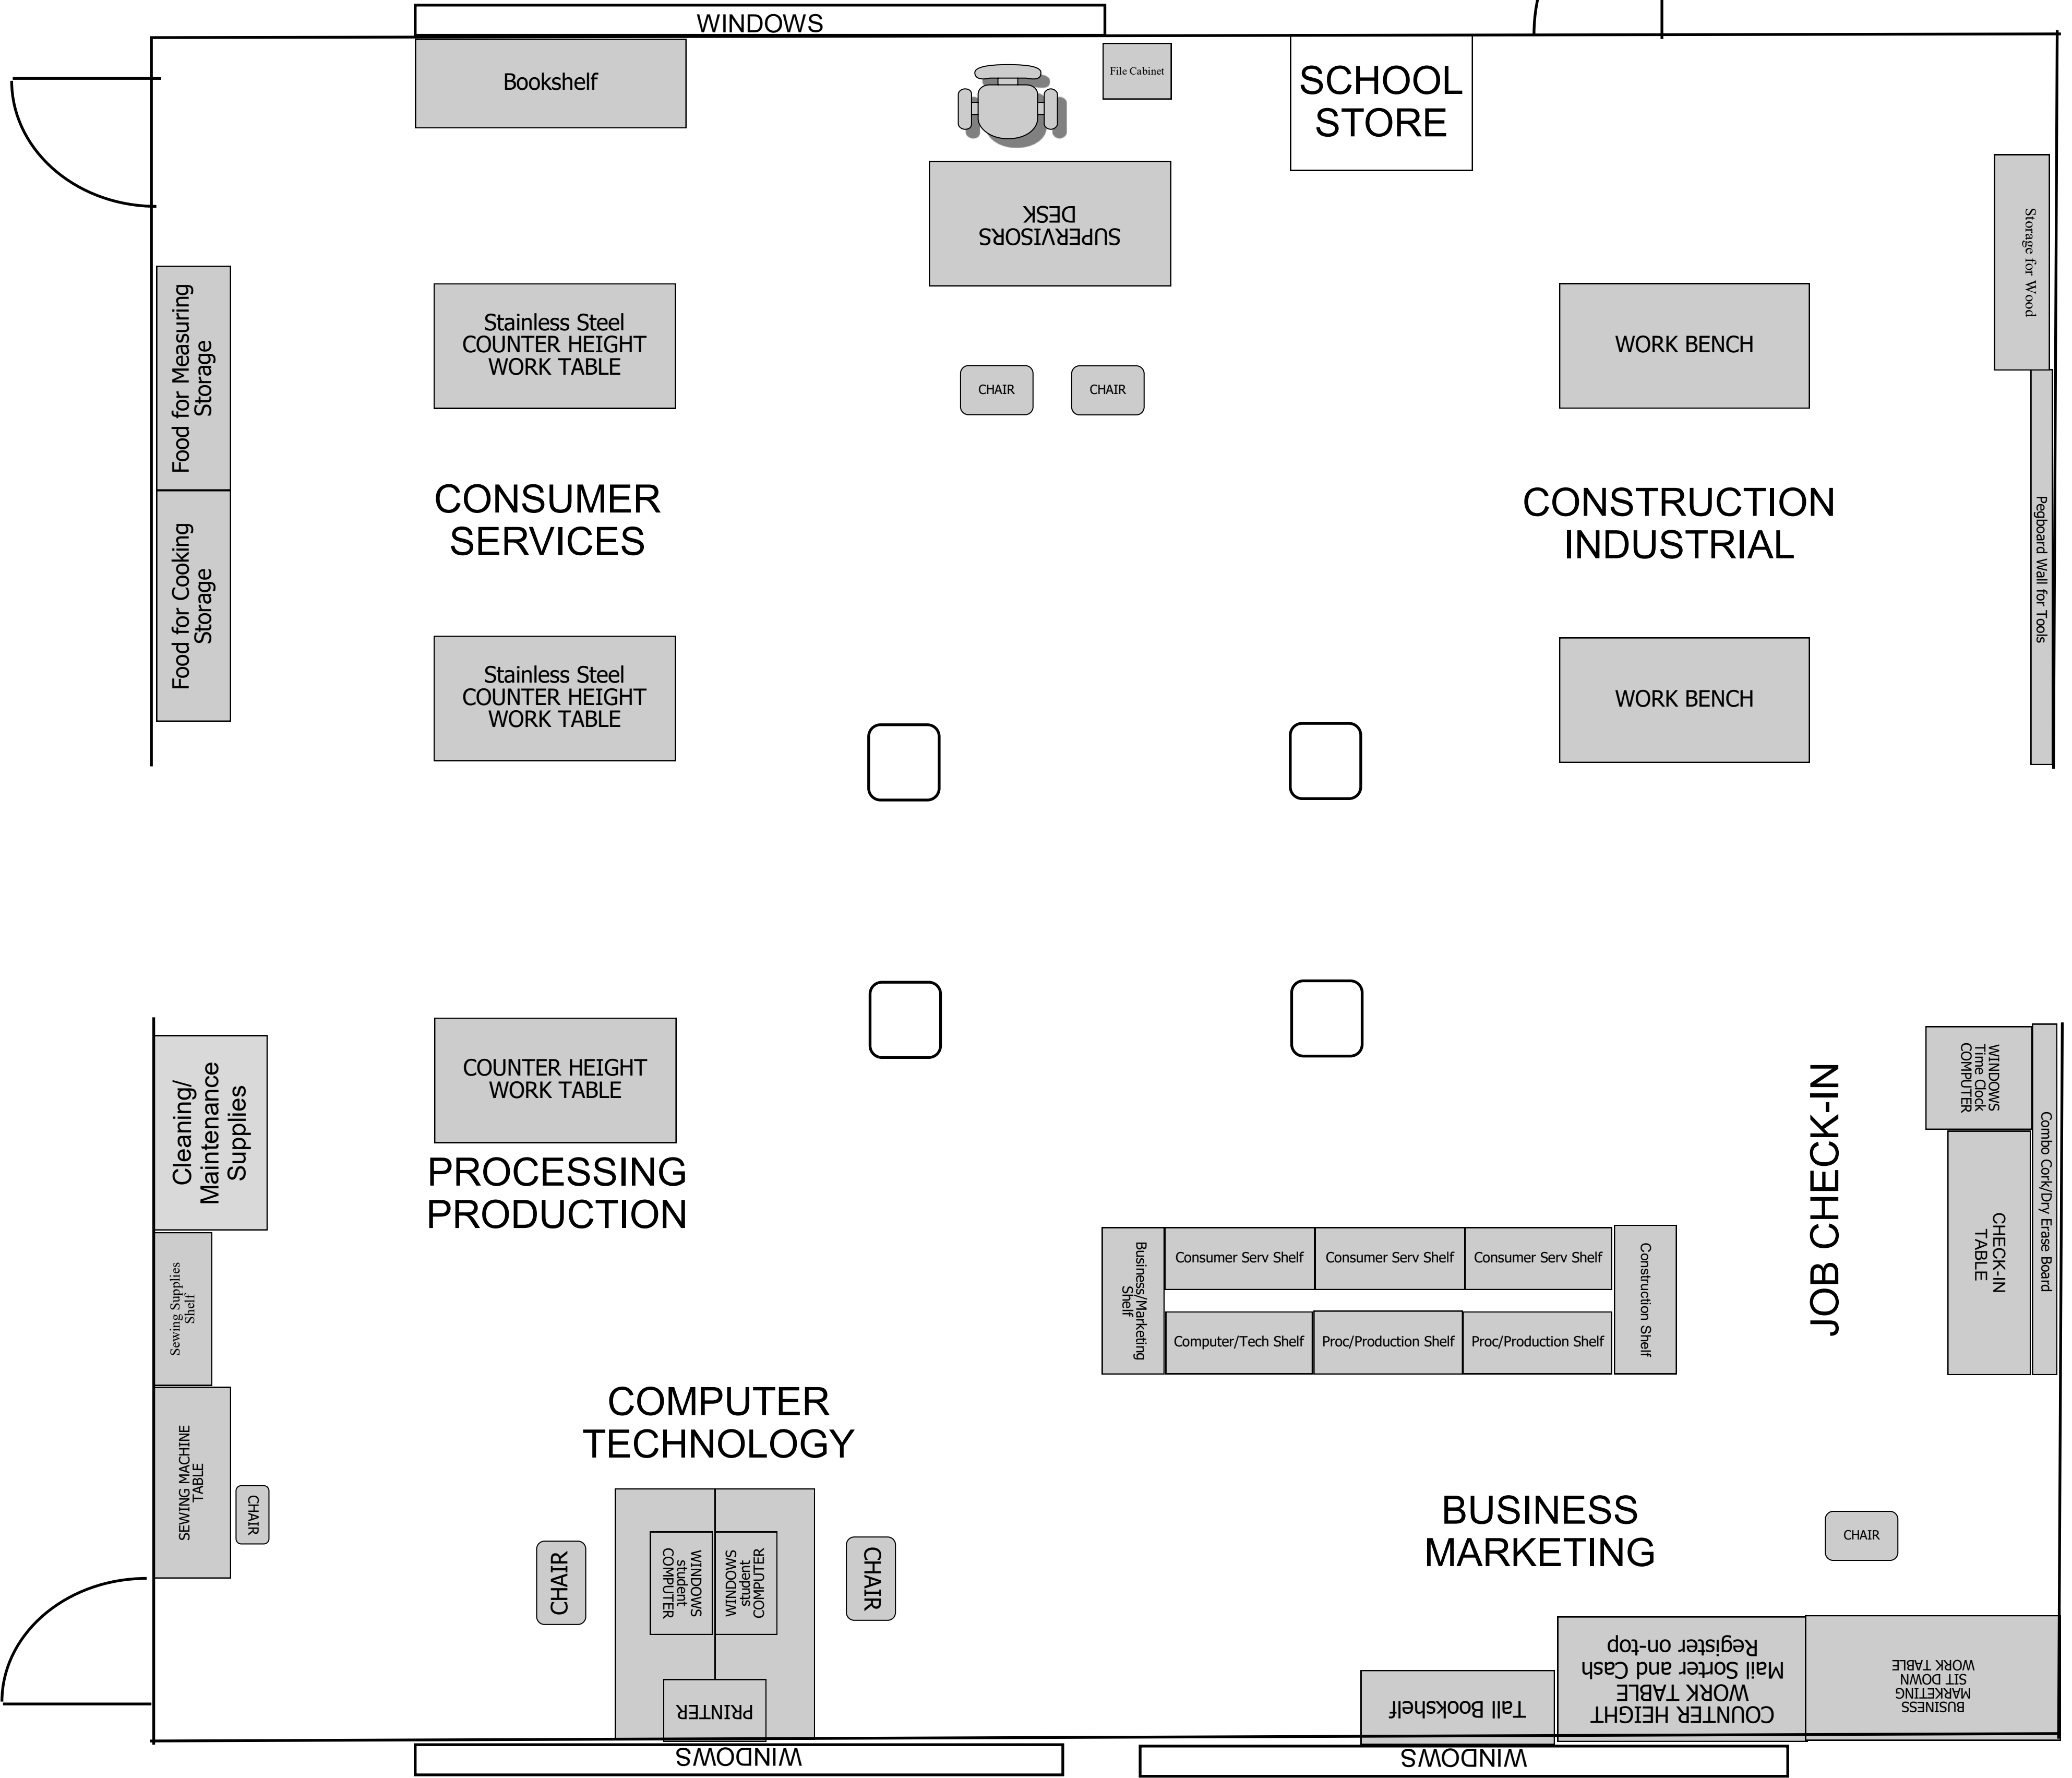 WINDOWS
Bookshelf
File Cabinet
SCHOOL
STORE
SUPERVISORS
DESK
Storage for Wood
Food for Measuring
Storage
Stainless Steel
COUNTER HEIGHT
WORK TABLE
WORK BENCH
CHAIR
CHAIR
Pegboard Wall for Tools
CONSUMER
SERVICES
CONSTRUCTION
INDUSTRIAL
Food for Cooking
Storage
Stainless Steel
COUNTER HEIGHT
WORK TABLE
WORK BENCH
Cleaning/
Maintenance
Supplies
COUNTER HEIGHT
WORK TABLE
PROCESSING
PRODUCTION
WINDOWS
Time Clock
COMPUTER
JOB CHECK-IN
Combo Cork/Dry Erase Board
CHECK-IN
TABLE
Sewing Supplies
Shelf
Business/Marketing
Shelf
Consumer Serv Shelf
Consumer Serv Shelf
Consumer Serv Shelf
Construction Shelf
Computer/Tech Shelf
Proc/Production Shelf
Proc/Production Shelf
SEWING MACHINE
TABLE
CHAIR
COMPUTER
TECHNOLOGY
CHAIR
WINDOWS
student
COMPUTER
WINDOWS
student
COMPUTER
CHAIR
PRINTER
BUSINESS
MARKETING
CHAIR
Tall Bookshelf
COUNTER HEIGHT
WORK TABLE
Mail Sorter and Cash
Register on-top
BUSINESS
MARKETING
SIT DOWN
WORK TABLE
WINDOWS
WINDOWS